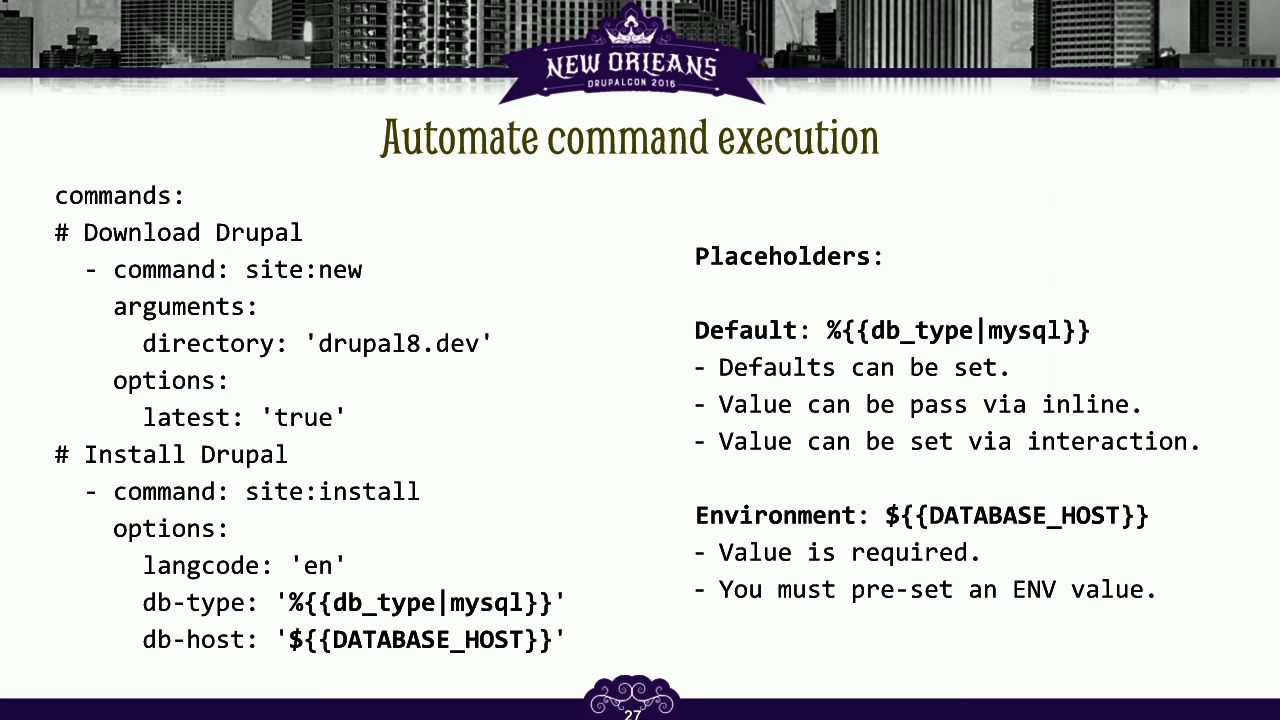 NEW ORLEANS
DRUPALCON 2016
Automate command execution
commands:
# Download Drupal
  - command: site:new
    arguments:
      directory: 'drupal8.dev'
    options:
      latest: 'true'
# Install Drupal
  - command: site:install
    options:
      langcode: 'en'
      db-type: '%{{db_type|mysql}}'
      db-host: '${{DATABASE_HOST}}'
Placeholders:
Default: %{{db_type|mysql}}
- Defaults can be set.
- Value can be pass via inline.
- Value can be set via interaction.
Environment: ${{DATABASE_HOST}}
- Value is required.
- You must pre-set an ENV value.
27